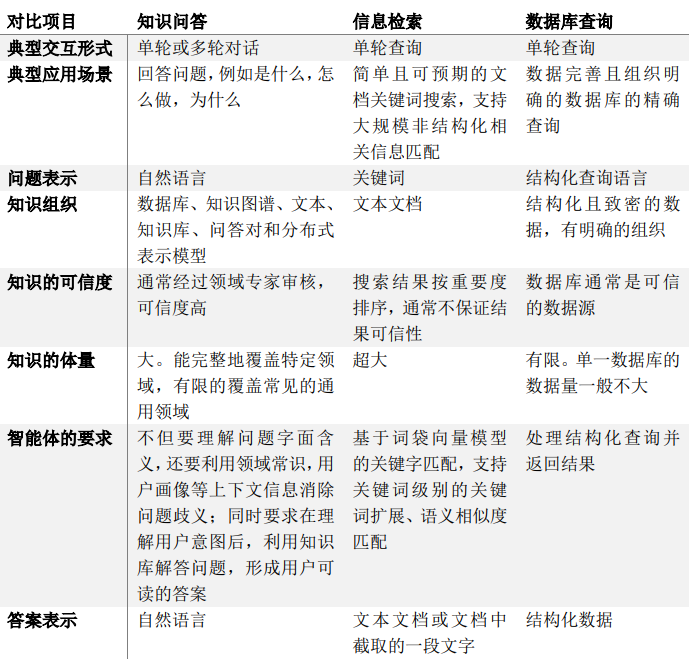 对比项目 知识问答 信息检索 数据库查询
典型交互形式 单轮或多轮对话 单轮查询 单轮查询
典型应用场景 回答问题，例如是什么，怎么做，为什么 简单且可预期的文档关键词搜索，支持大规模非结构化相关信息匹配 数据完善且组织明确的数据库的精确查询
问题表示 自然语言 关键词 结构化查询语言
知识组织 数据库、知识图谱、文本、知识库、问答对和分布式表示模型 文本文档 结构化且致密的数据，有明确的组织
知识的可信度 通常经过领域专家审核，可信度高 搜索结果按重要度排序，通常不保证结果可信性 数据库通常是可信的数据源
知识的体量 大。能完整地覆盖特定领域，有限的覆盖常见的通用领域 超大 有限。单一数据库的数据量一般不大
智能体的要求 不但要理解问题字面含义，还要利用领域常识，用户画像等上下文信息消除问题歧义；同时要求在理解用户意图后，利用知识库解答问题，形成用户可读的答案 基于词袋向量模型的关键字匹配，支持关键词级别的关键词扩展、语义相似度匹配 处理结构化查询并返回结果
答案表示 自然语言 文本文档或文档中截取的一段文字 结构化数据